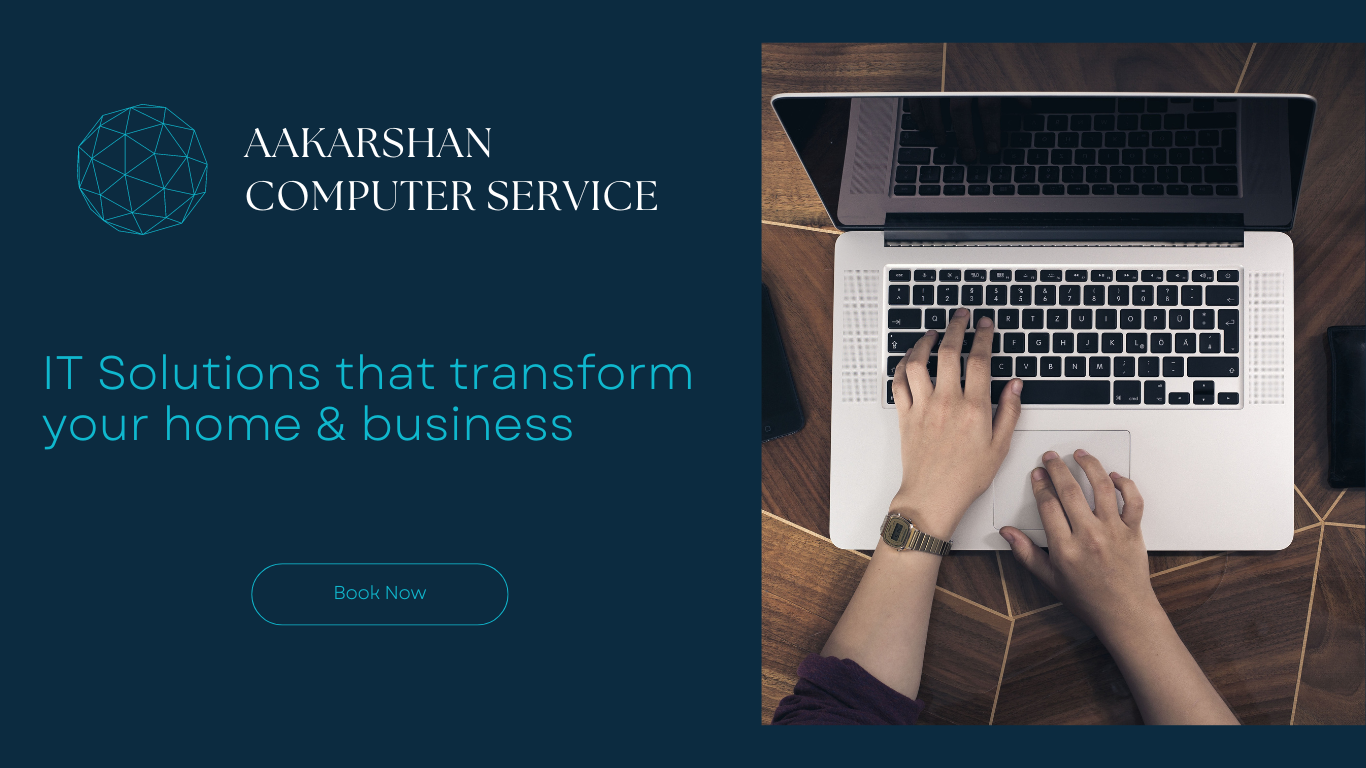 AAKARSHAN
COMPUTER SERVICE
IT Solutions that transform
your home & business
Book Now